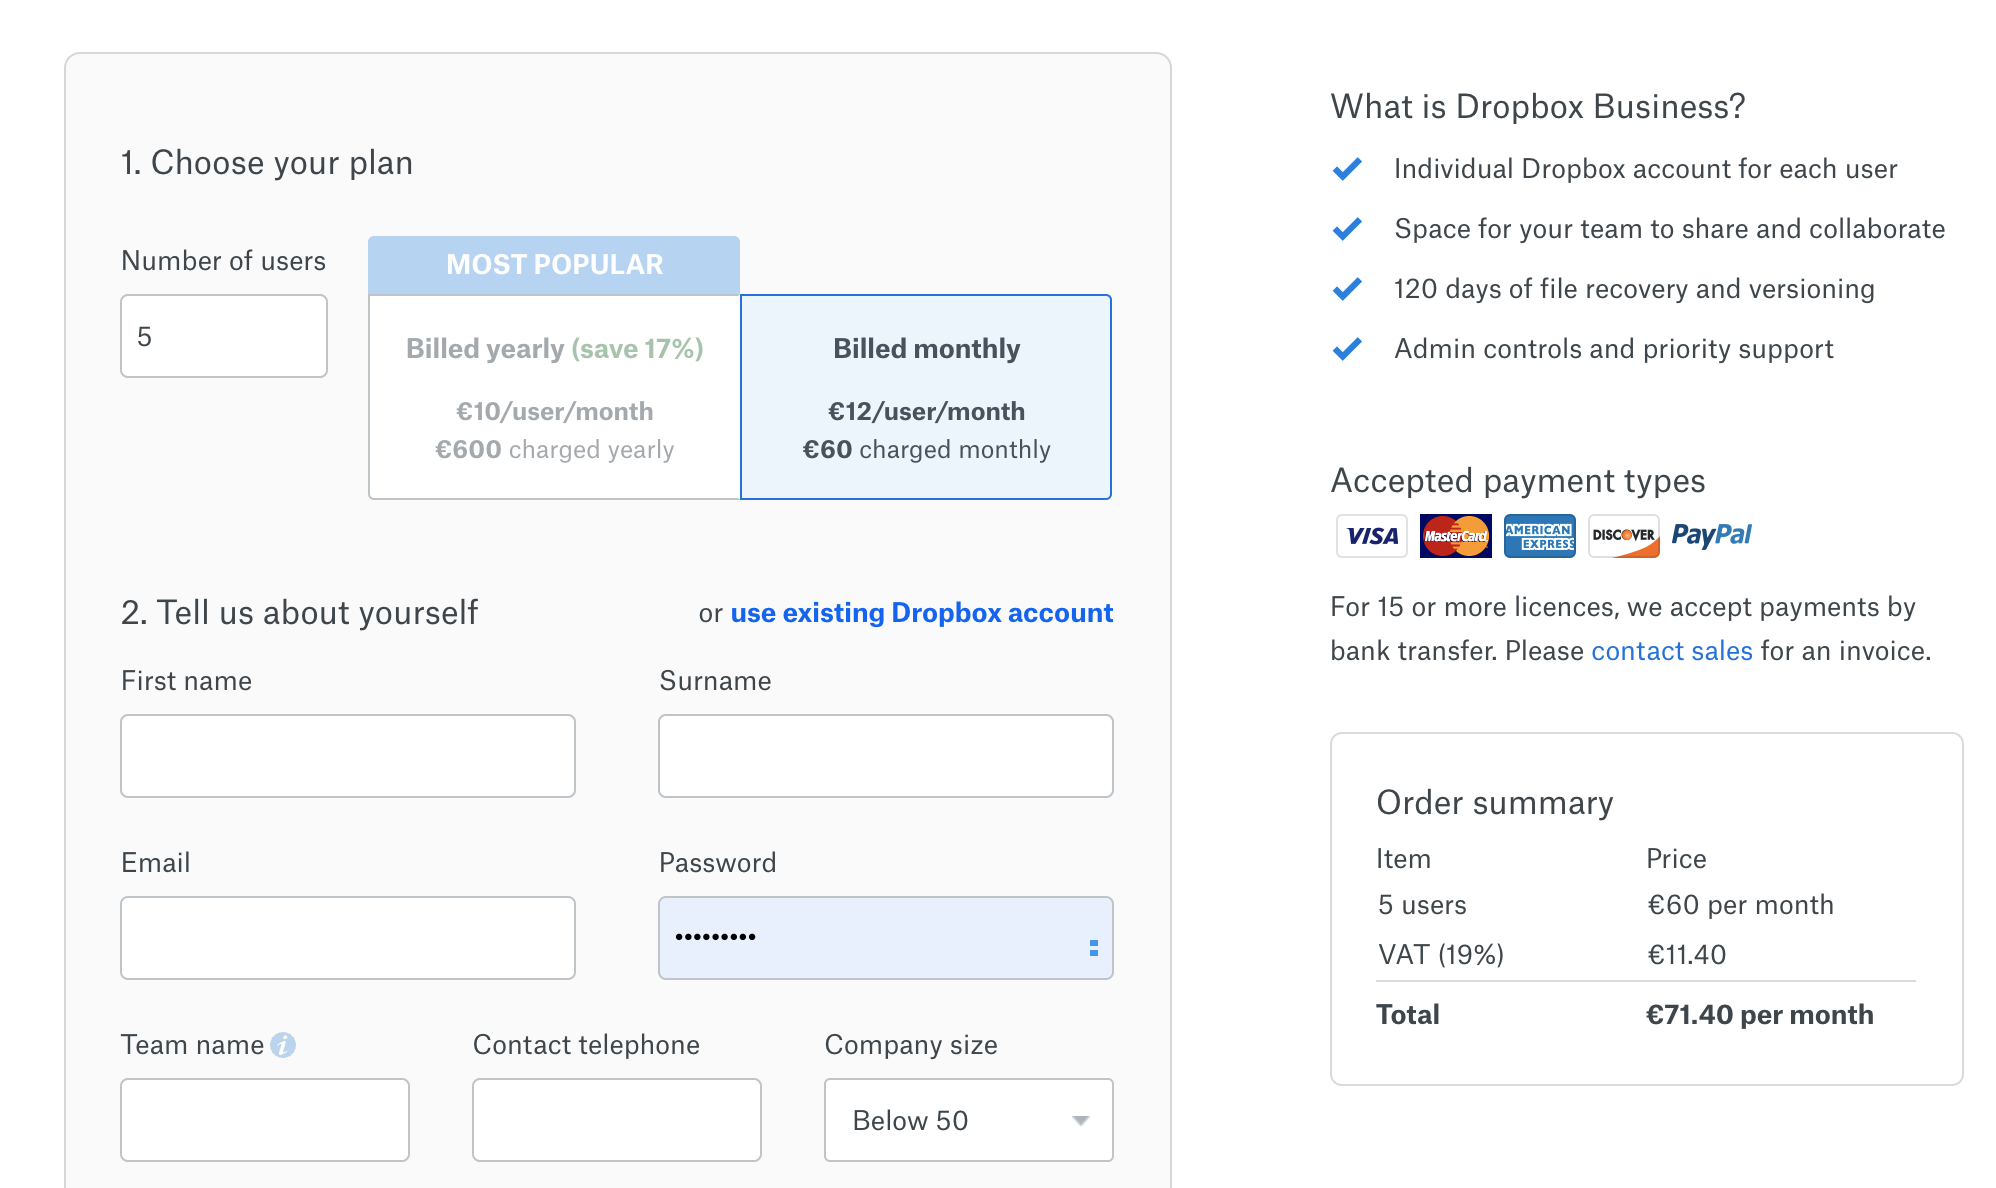 1. Choose your plan
Number of users
5
MOST POPULAR
Billed yearly (save 17%)
€10/user/month
€600 charged yearly
Billed monthly
€12/user/month
€60 charged monthly
2. Tell us about yourself
or use existing Dropbox account
First name
Surname
Email
Password
•••••••••
Team name
Contact telephone
Company size
Below 50
What is Dropbox Business?
Individual Dropbox account for each user
Space for your team to share and collaborate
120 days of file recovery and versioning
Admin controls and priority support
Accepted payment types
VISA
MasterCard
AMERICAN
EXPRESS
DISCOVER
PayPal
For 15 or more licences, we accept payments by
bank transfer. Please contact sales for an invoice.
Order summary
Item Price
5 users €60 per month
VAT (19%) €11.40
Total €71.40 per month